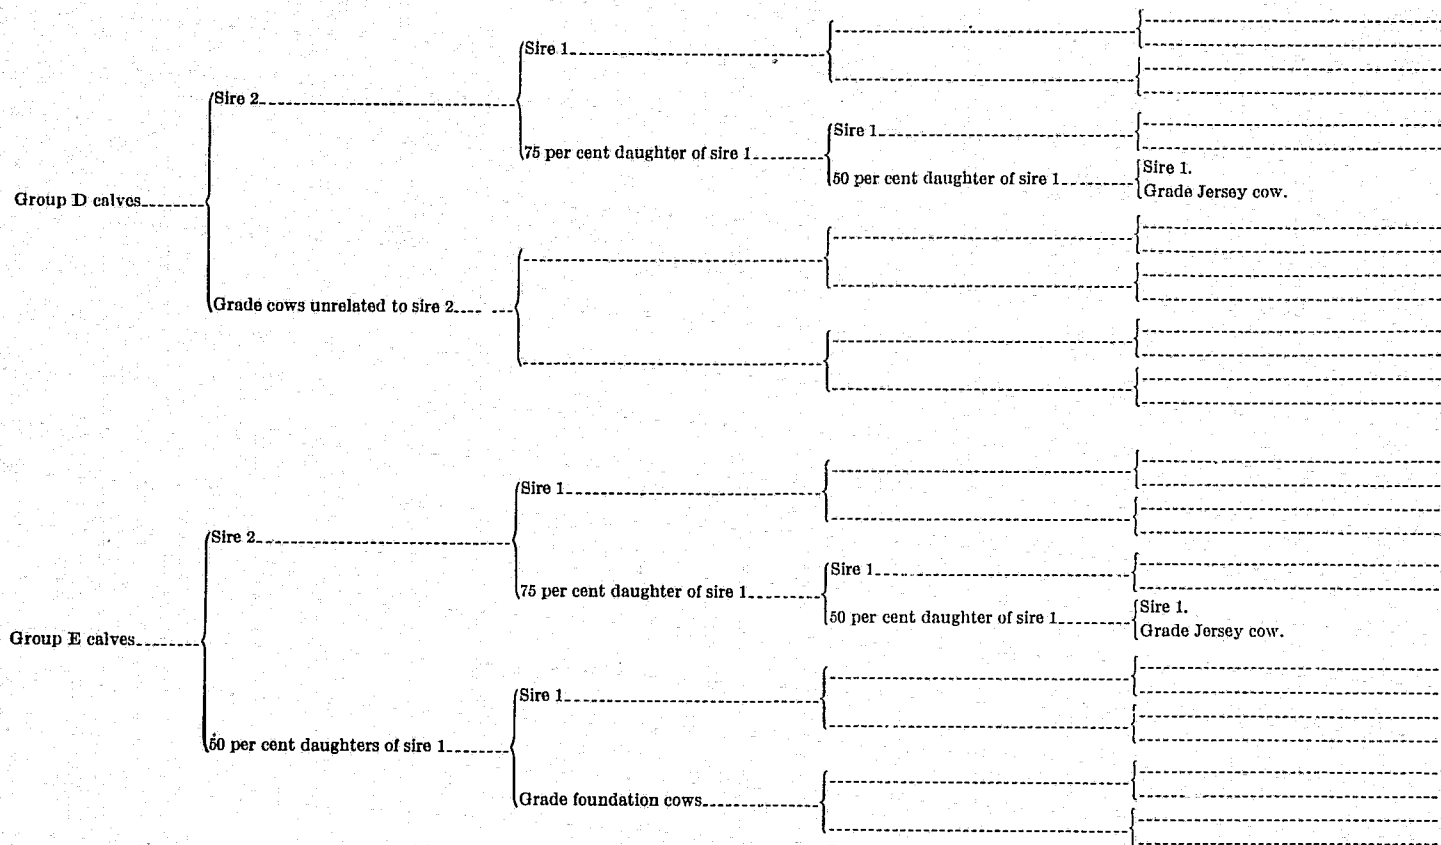 Sire 1
Sire 2
Sire 1
75 per cent daughter of sire 1
50 per cent daughter of sire 1
Sire 1.
Grade Jersey cow.
Group D calves
Grade cows unrelated to sire 2
Sire 1
Sire 2
Sire 1
75 per cent daughter of sire 1
50 per cent daughter of sire 1
Sire 1.
Grade Jersey cow.
Group E calves
Sire 1
50 per cent daughters of sire 1
Grade foundation cows